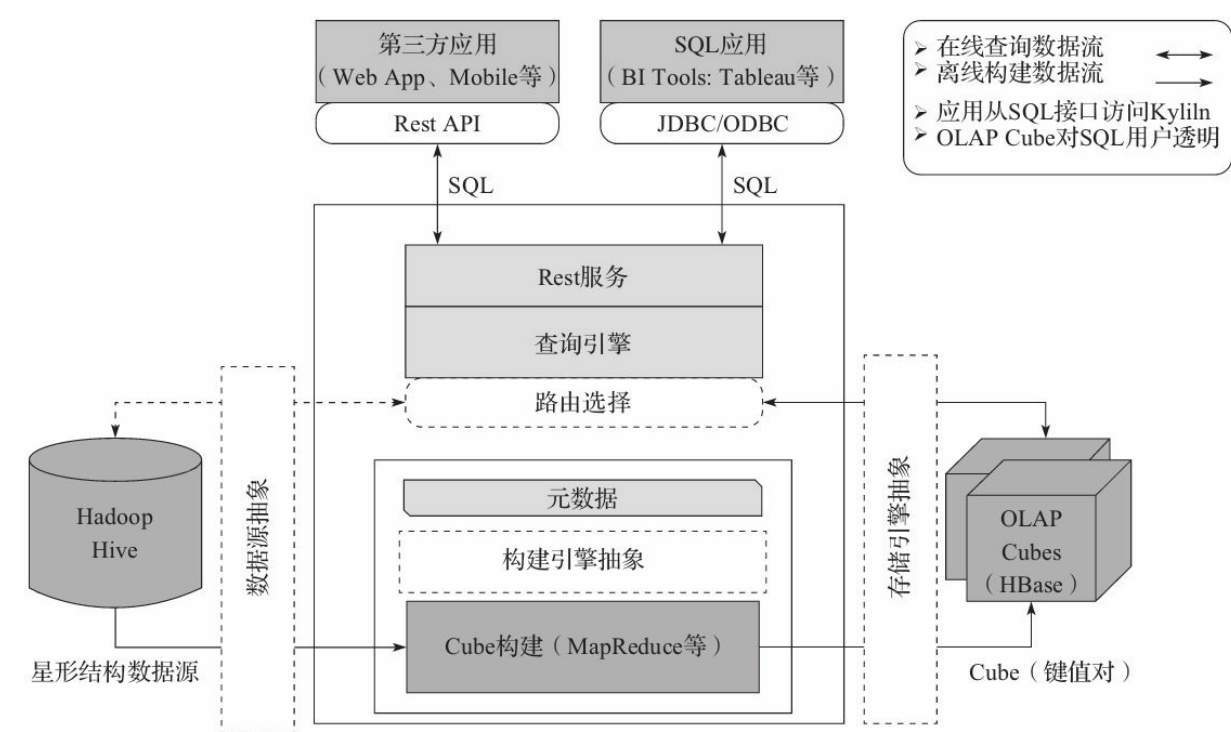 第三方应用
（Web App、Mobile等）
Rest API
SQL应用
（BI Tools: Tableau等）
JDBC/ODBC
➢ 在线查询数据流
➢ 离线构建数据流
➢ 应用从SQL接口访问Kyliln
➢ OLAP Cube对SQL用户透明
SQL
SQL
Rest服务
查询引擎
路由选择
Hadoop
Hive
数据源抽象
元数据
构建引擎抽象
Cube构建（MapReduce等）
存储引擎抽象
OLAP
Cubes
（HBase）
星形结构数据源
Cube（键值对）